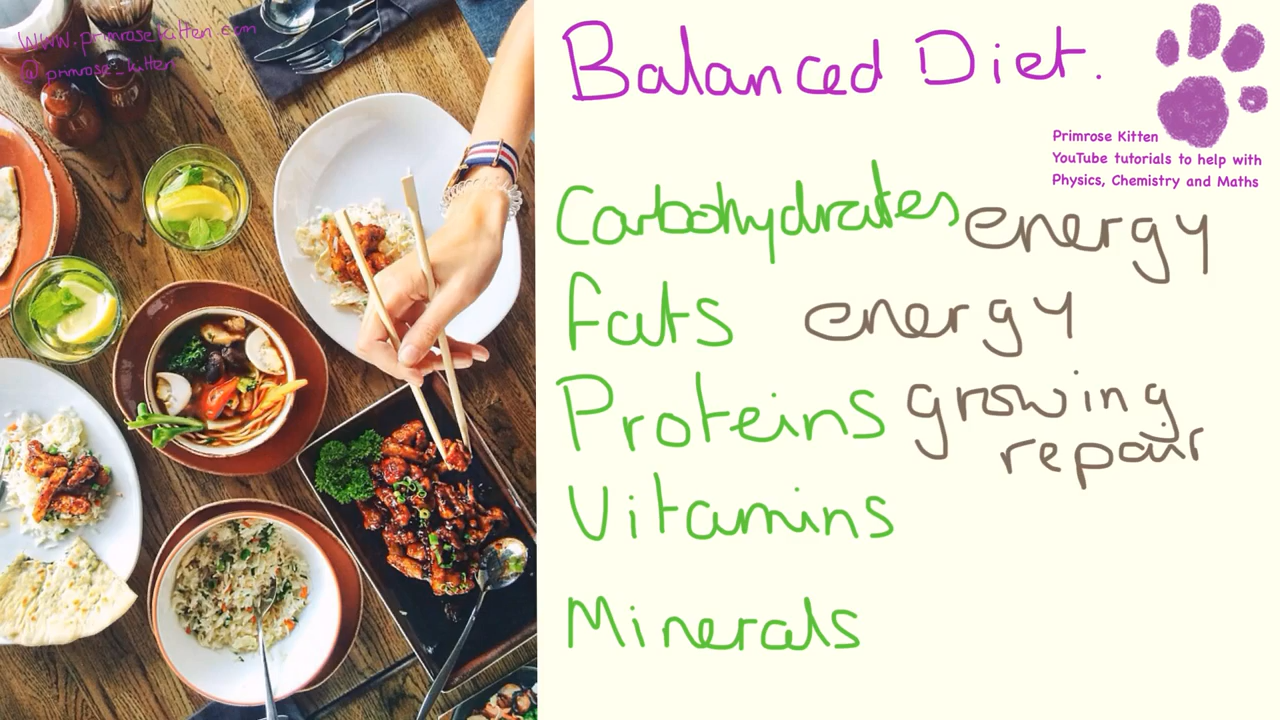 www.primrosekitten.com
@primrose_kitten
Balanced Diet.
Primrose Kitten
YouTube tutorials to help with
Physics, Chemistry and Maths
Carbohydrates energy
Fats energy
Proteins growing
repair
Vitamins
Minerals